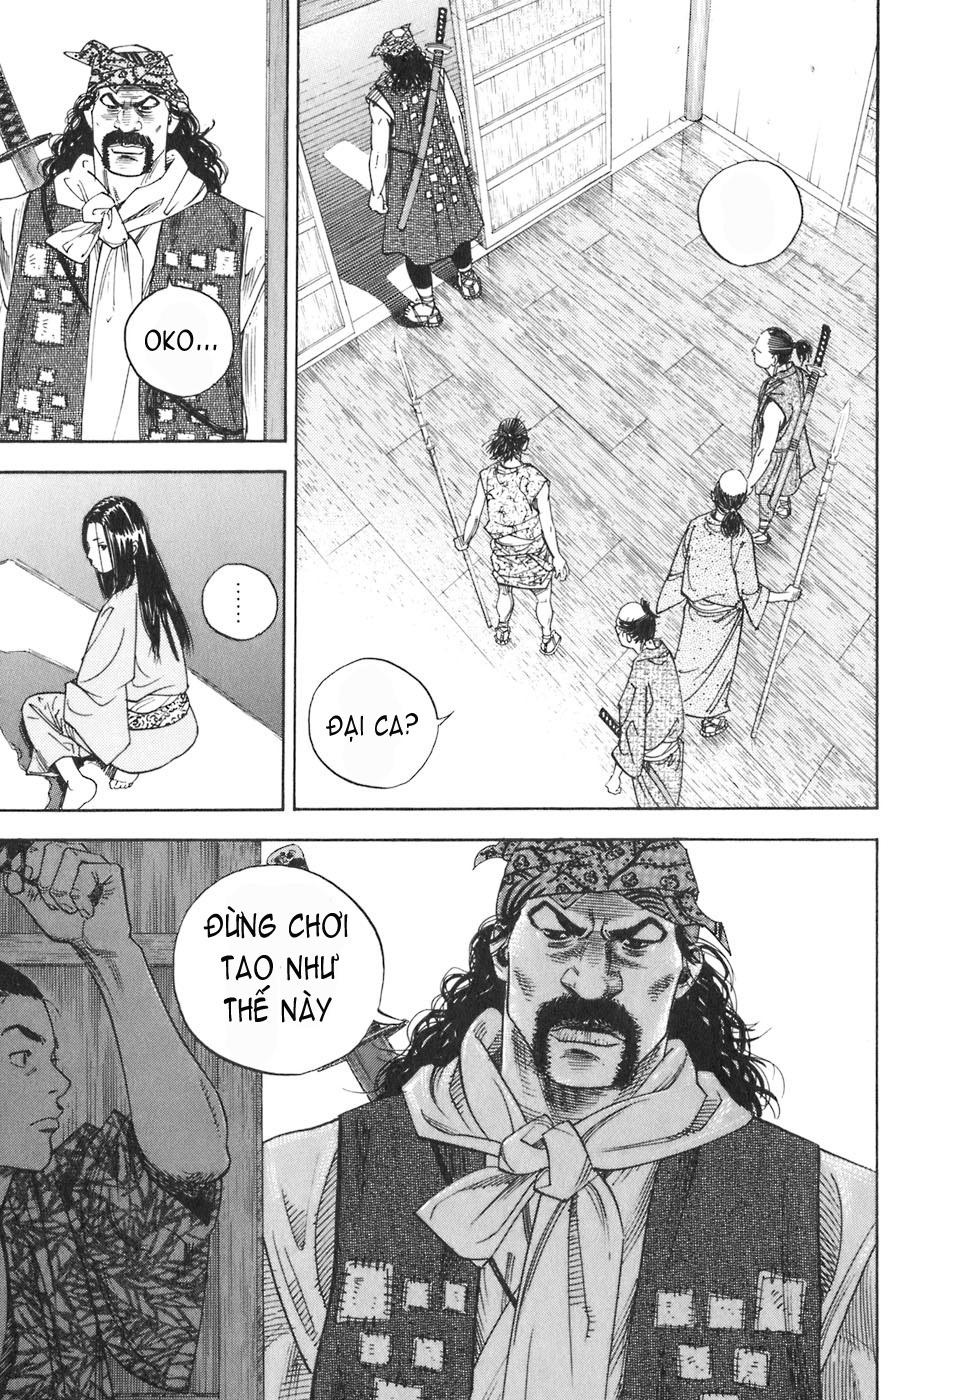 ĐẠI CA?
OKO...
......
ĐỪNG CHƠI
TAO NHƯ
THẾ NÀY